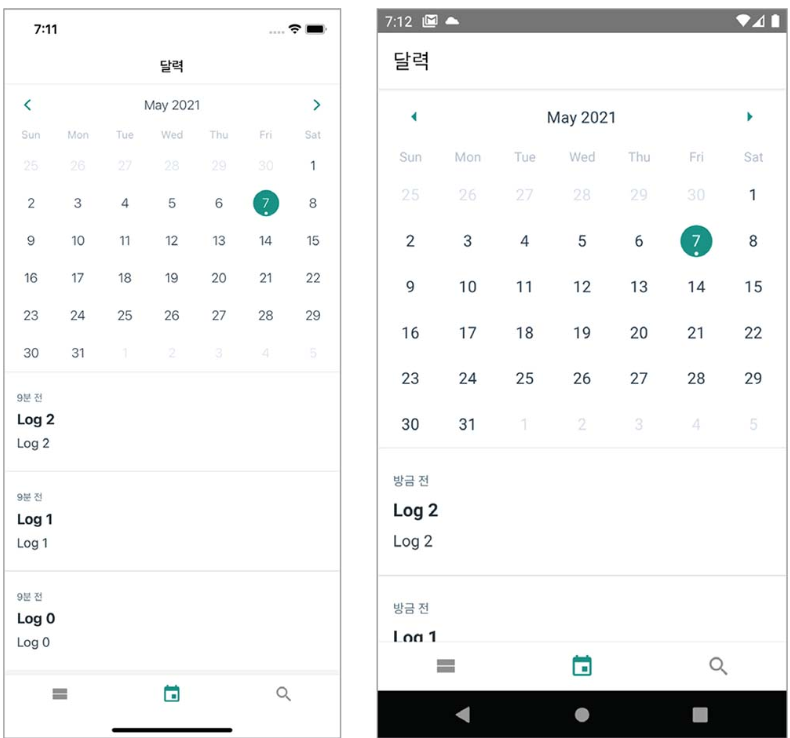 7:11
달력
May 2021
Sun Mon Tue Wed Thu Fri Sat
25 26 27 28 29 30 1
2 3 4 5 6 7 8
9 10 11 12 13 14 15
16 17 18 19 20 21 22
23 24 25 26 27 28 29
30 31 1 2 3 4 5
9분 전
Log 2
Log 2
9분 전
Log 1
Log 1
9분 전
Log 0
Log 0
7:12
달력
May 2021
Sun Mon Tue Wed Thu Fri Sat
25 26 27 28 29 30 1
2 3 4 5 6 7 8
9 10 11 12 13 14 15
16 17 18 19 20 21 22
23 24 25 26 27 28 29
30 31 1 2 3 4 5
방금 전
Log 2
Log 2
방금 전
Log 1